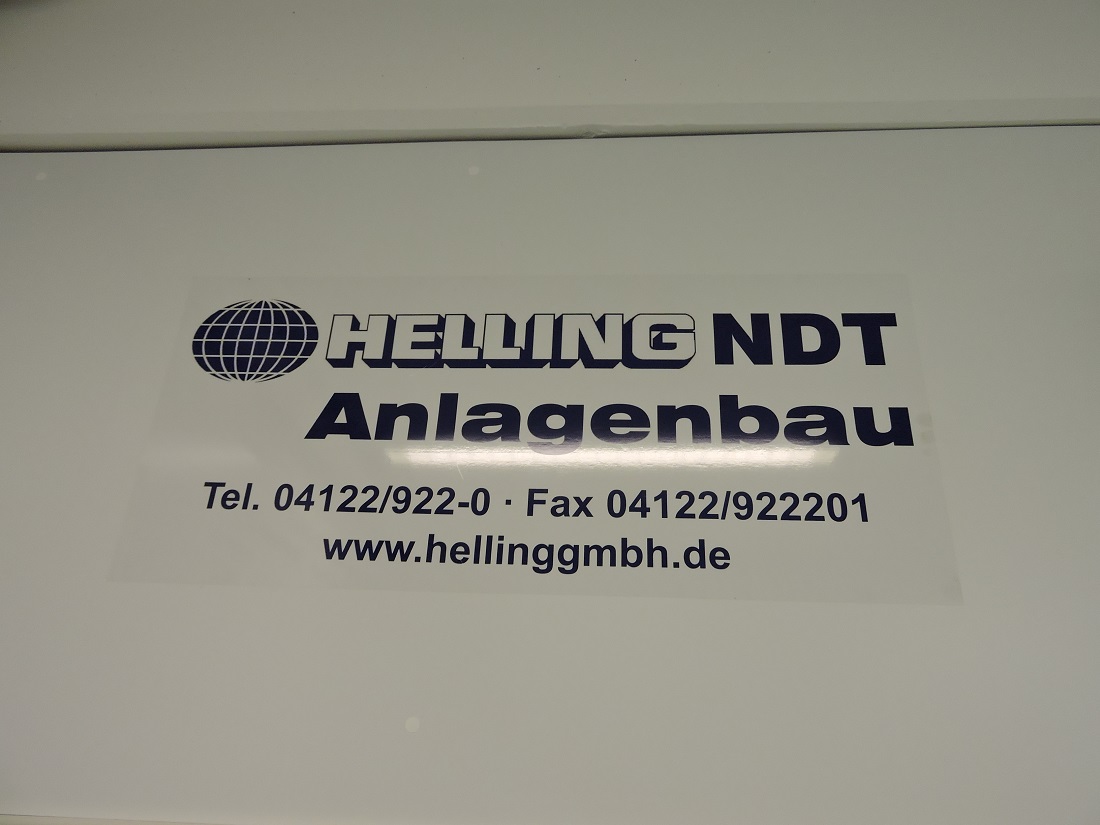 HELLING NDT
Anlagenbau
Tel. 04122/922-0 · Fax 04122/922201
www.hellinggmbh.de